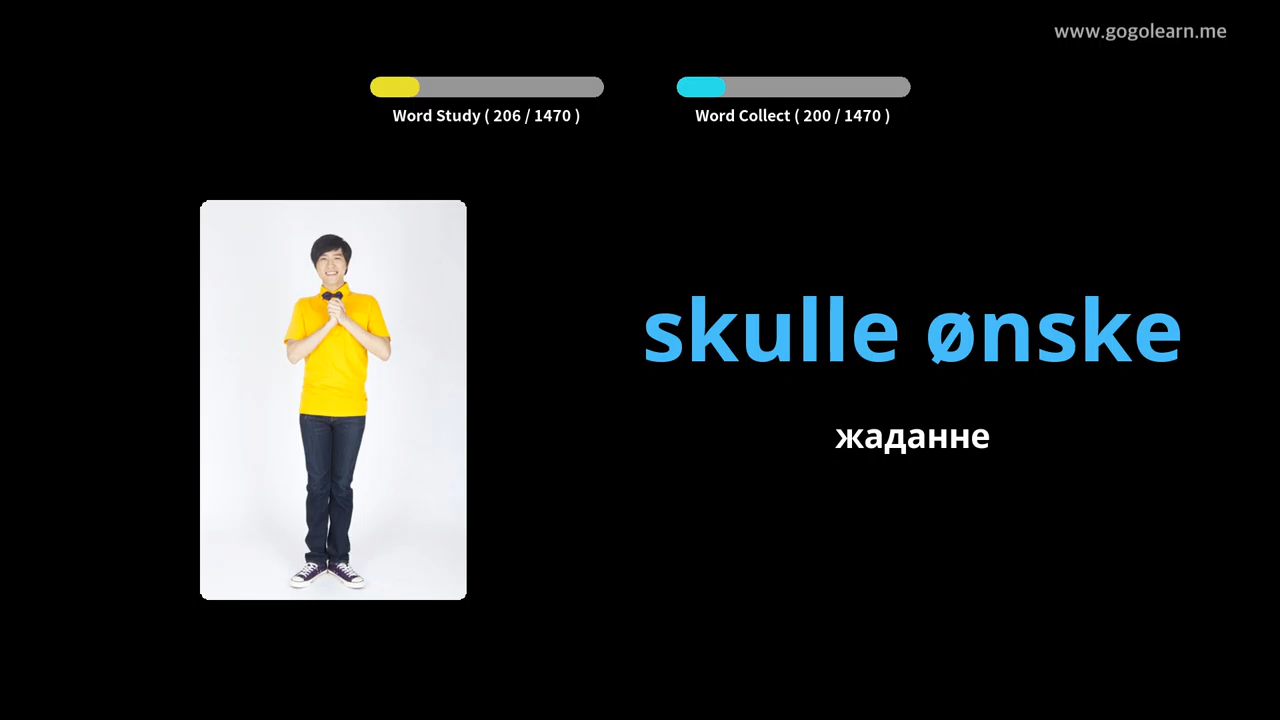 www.gogolearn.me
Word Study ( 206 / 1470 )
Word Collect ( 200 / 1470 )
skulle ønske
жаданне